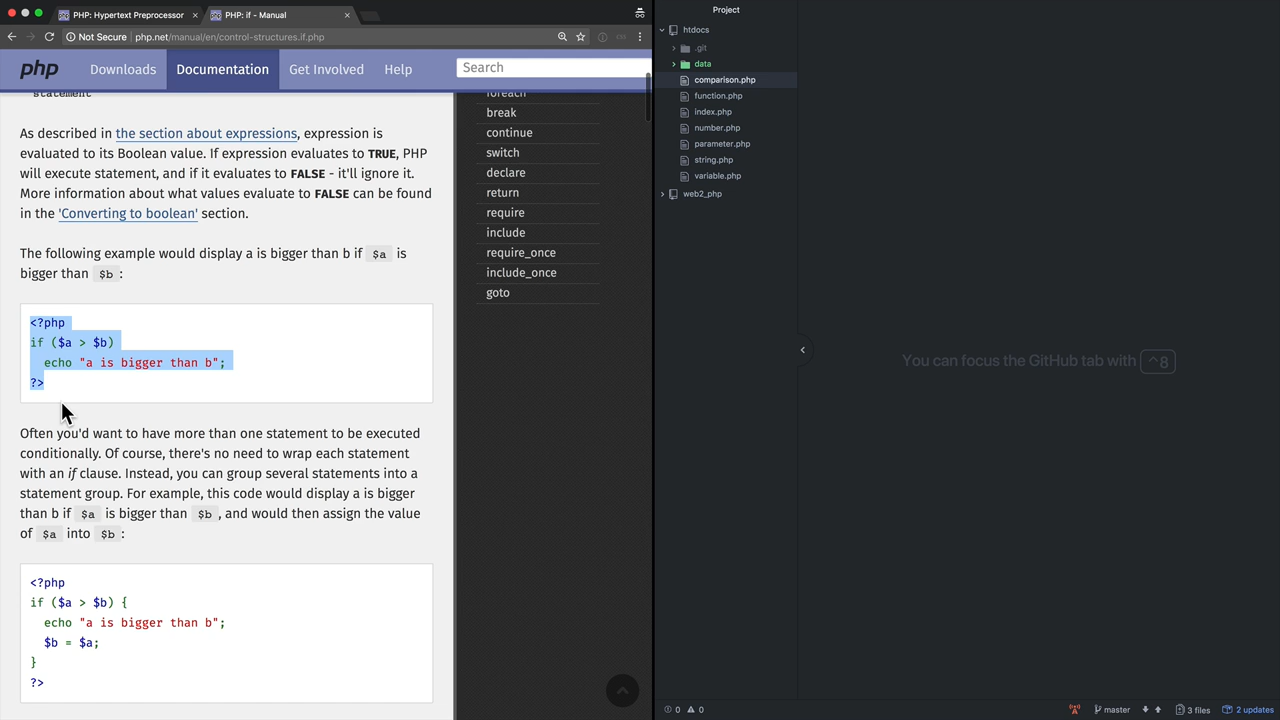 PHP: Hypertext Preprocessor
PHP: if - Manual
Not Secure
php.net/manual/en/control-structures.if.php
php
Downloads
Documentation
Get Involved
Help
Search
statement
As described in the section about expressions, expression is
evaluated to its Boolean value. If expression evaluates to TRUE, PHP
will execute statement, and if it evaluates to FALSE - it'll ignore it.
More information about what values evaluate to FALSE can be found
in the 'Converting to boolean' section.
The following example would display a is bigger than b if $a is
bigger than $b :
<?php
if ($a > $b)
echo "a is bigger than b";
?>
Often you'd want to have more than one statement to be executed
conditionally. Of course, there's no need to wrap each statement
with an if clause. Instead, you can group several statements into a
statement group. For example, this code would display a is bigger
than b if $a is bigger than $b , and would then assign the value
of $a into $b :
<?php
if ($a > $b) {
echo "a is bigger than b";
$b = $a;
}
?>
foreach
break
continue
switch
declare
return
require
include
require_once
include_once
goto
Project
htdocs
.git
data
comparison.php
function.php
index.php
number.php
parameter.php
string.php
variable.php
web2_php
You can focus the GitHub tab with ^8
0
0
master
3 files
2 updates